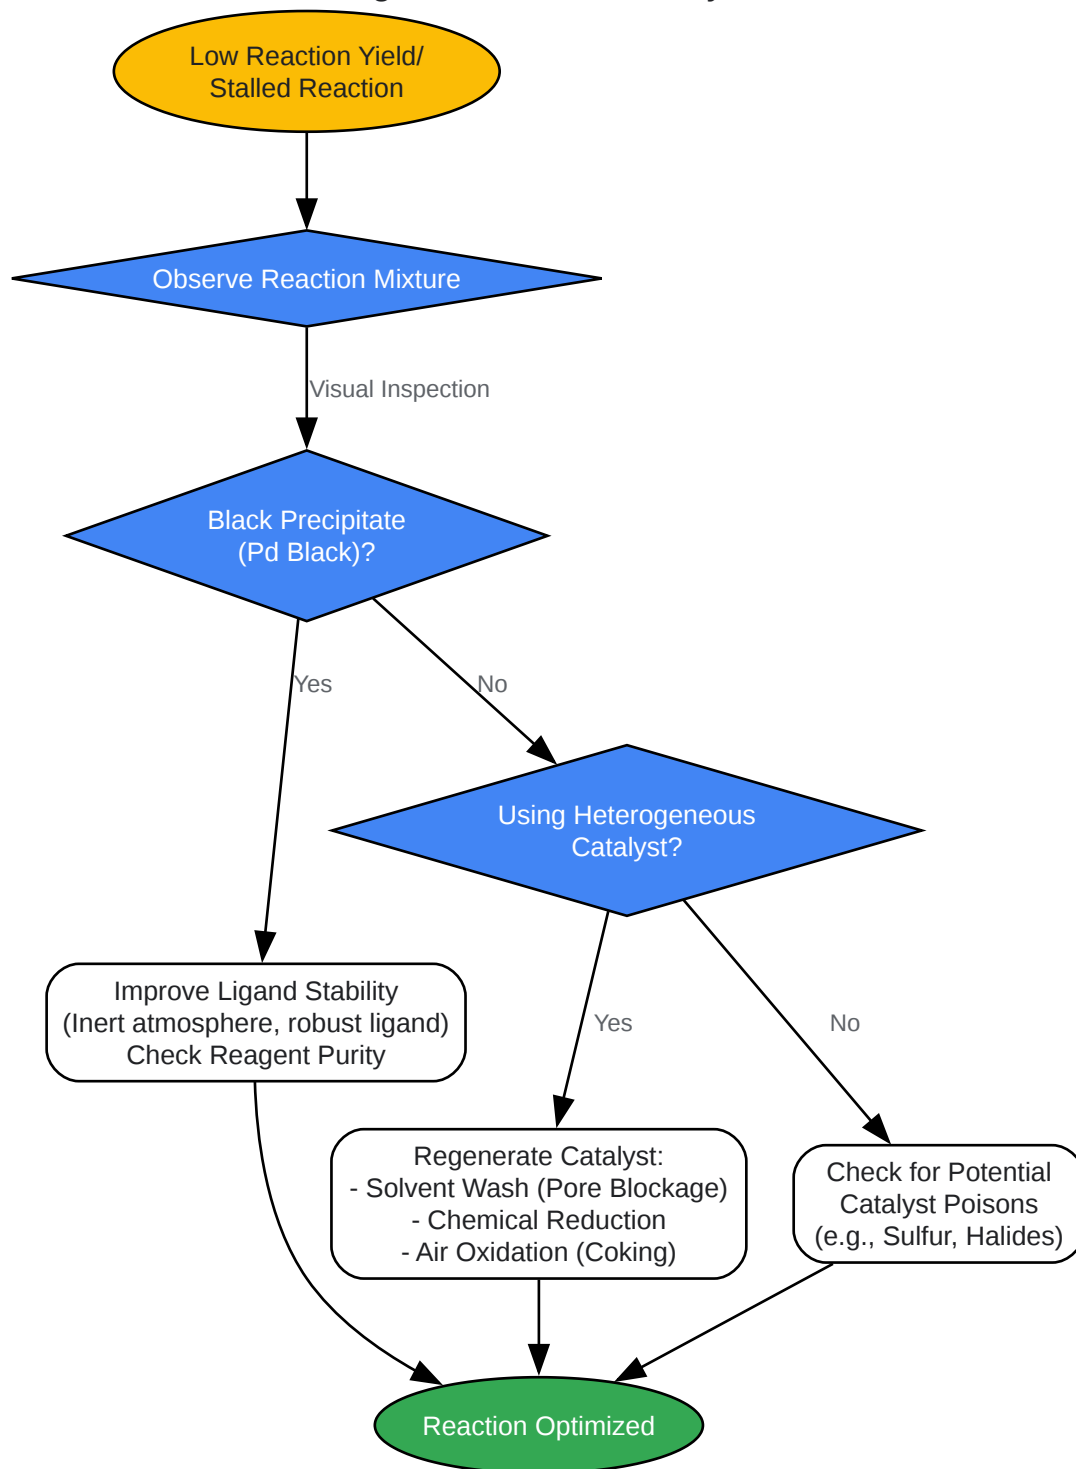 Low Reaction Yield/
Stalled Reaction
Observe Reaction Mixture
Visual Inspection
Black Precipitate
(Pd Black)?
Yes
No
Using Heterogeneous
Catalyst?
Improve Ligand Stability
(Inert atmosphere, robust ligand)
Check Reagent Purity
Yes
No
Regenerate Catalyst:
- Solvent Wash (Pore Blockage)
- Chemical Reduction
- Air Oxidation (Coking)
Check for Potential
Catalyst Poisons
(e.g., Sulfur, Halides)
Reaction Optimized